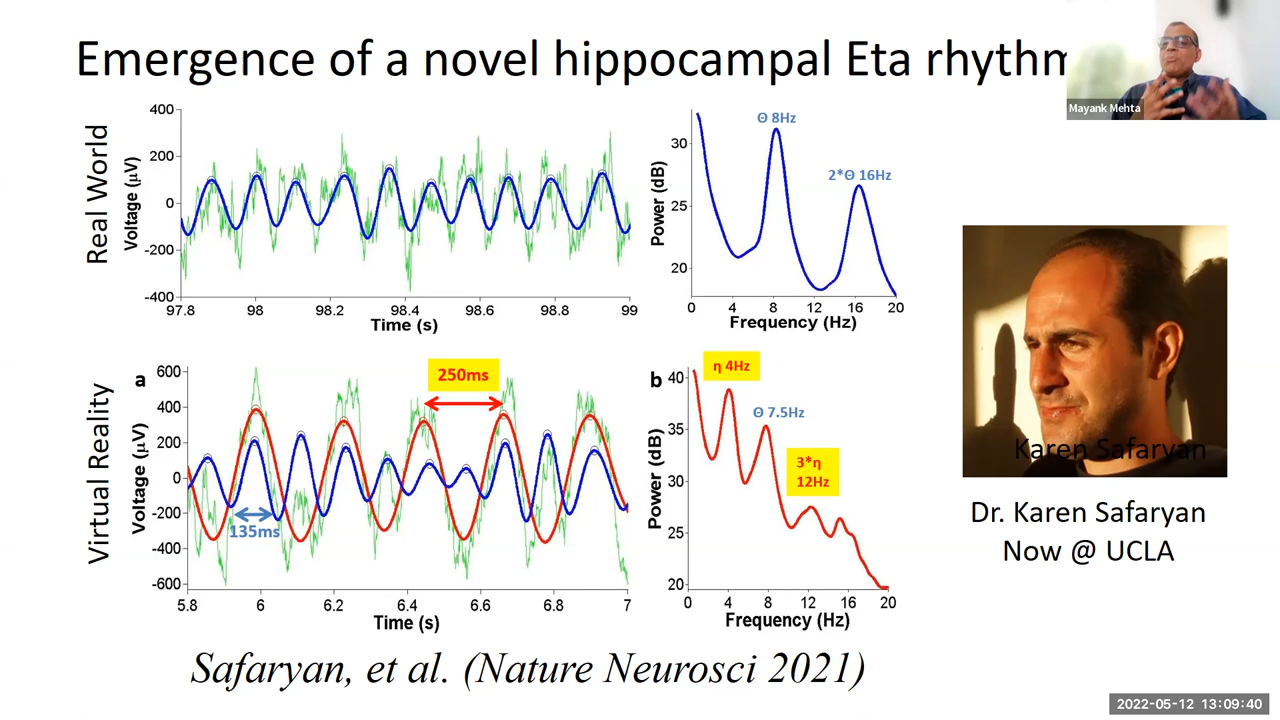 Emergence of a novel hippocampal Eta rhythm
Mayank Mehta
Real World
Voltage (µV)
400
200
0
-200
-400
97.8 98 98.2 98.4 98.6 98.8 99
Time (s)
Power (dB)
30
25
20
Θ 8Hz
2*Θ 16Hz
0 4 8 12 16 20
Frequency (Hz)
Virtual Reality
a
Voltage (µV)
600
400
200
0
-200
-400
-600
250ms
135ms
5.8 6 6.2 6.4 6.6 6.8 7
Time (s)
b
Power (dB)
40
35
30
25
20
η 4Hz
Θ 7.5Hz
3*η
12Hz
0 4 8 12 16 20
Frequency (Hz)
Karen Safaryan
Dr. Karen Safaryan
Now @ UCLA
Safaryan, et al. (Nature Neurosci 2021)
2022-05-12 13:09:40